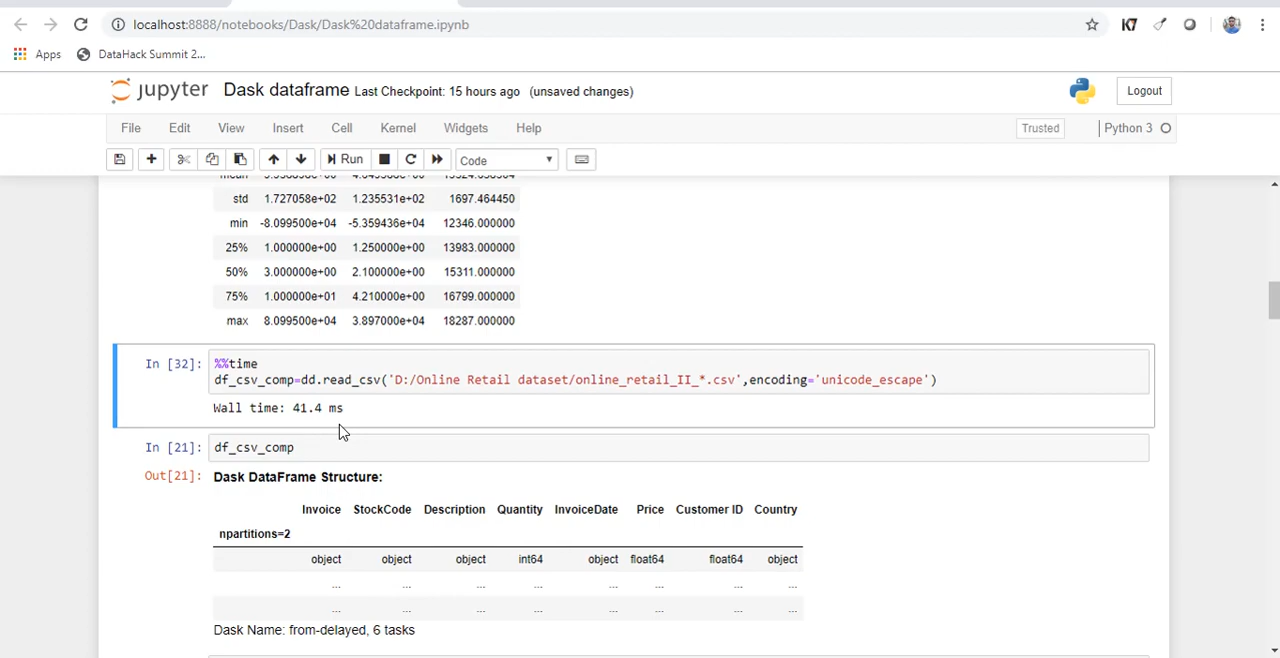 localhost:8888/notebooks/Dask/Dask%20dataframe.ipynb
K7
Apps DataHack Summit 2...
jupyter Dask dataframe Last Checkpoint: 15 hours ago (unsaved changes) Logout
File Edit View Insert Cell Kernel Widgets Help Trusted Python 3
Run Code
mean
std 1.727058e+02 1.235531e+02 1697.464450
min -8.099500e+04 -5.359436e+04 12346.000000
25% 1.000000e+00 1.250000e+00 13983.000000
50% 3.000000e+00 2.100000e+00 15311.000000
75% 1.000000e+01 4.210000e+00 16799.000000
max 8.099500e+04 3.897000e+04 18287.000000
In [32]: %%time
df_csv_comp=dd.read_csv('D:/Online Retail dataset/online_retail_II_*.csv',encoding='unicode_escape')
Wall time: 41.4 ms
In [21]: df_csv_comp
Out[21]: Dask DataFrame Structure:
Invoice StockCode Description Quantity InvoiceDate Price Customer ID Country
npartitions=2
object object object int64 object float64 float64 object
... ... ... ... ... ... ... ...
... ... ... ... ... ... ... ...
Dask Name: from-delayed, 6 tasks